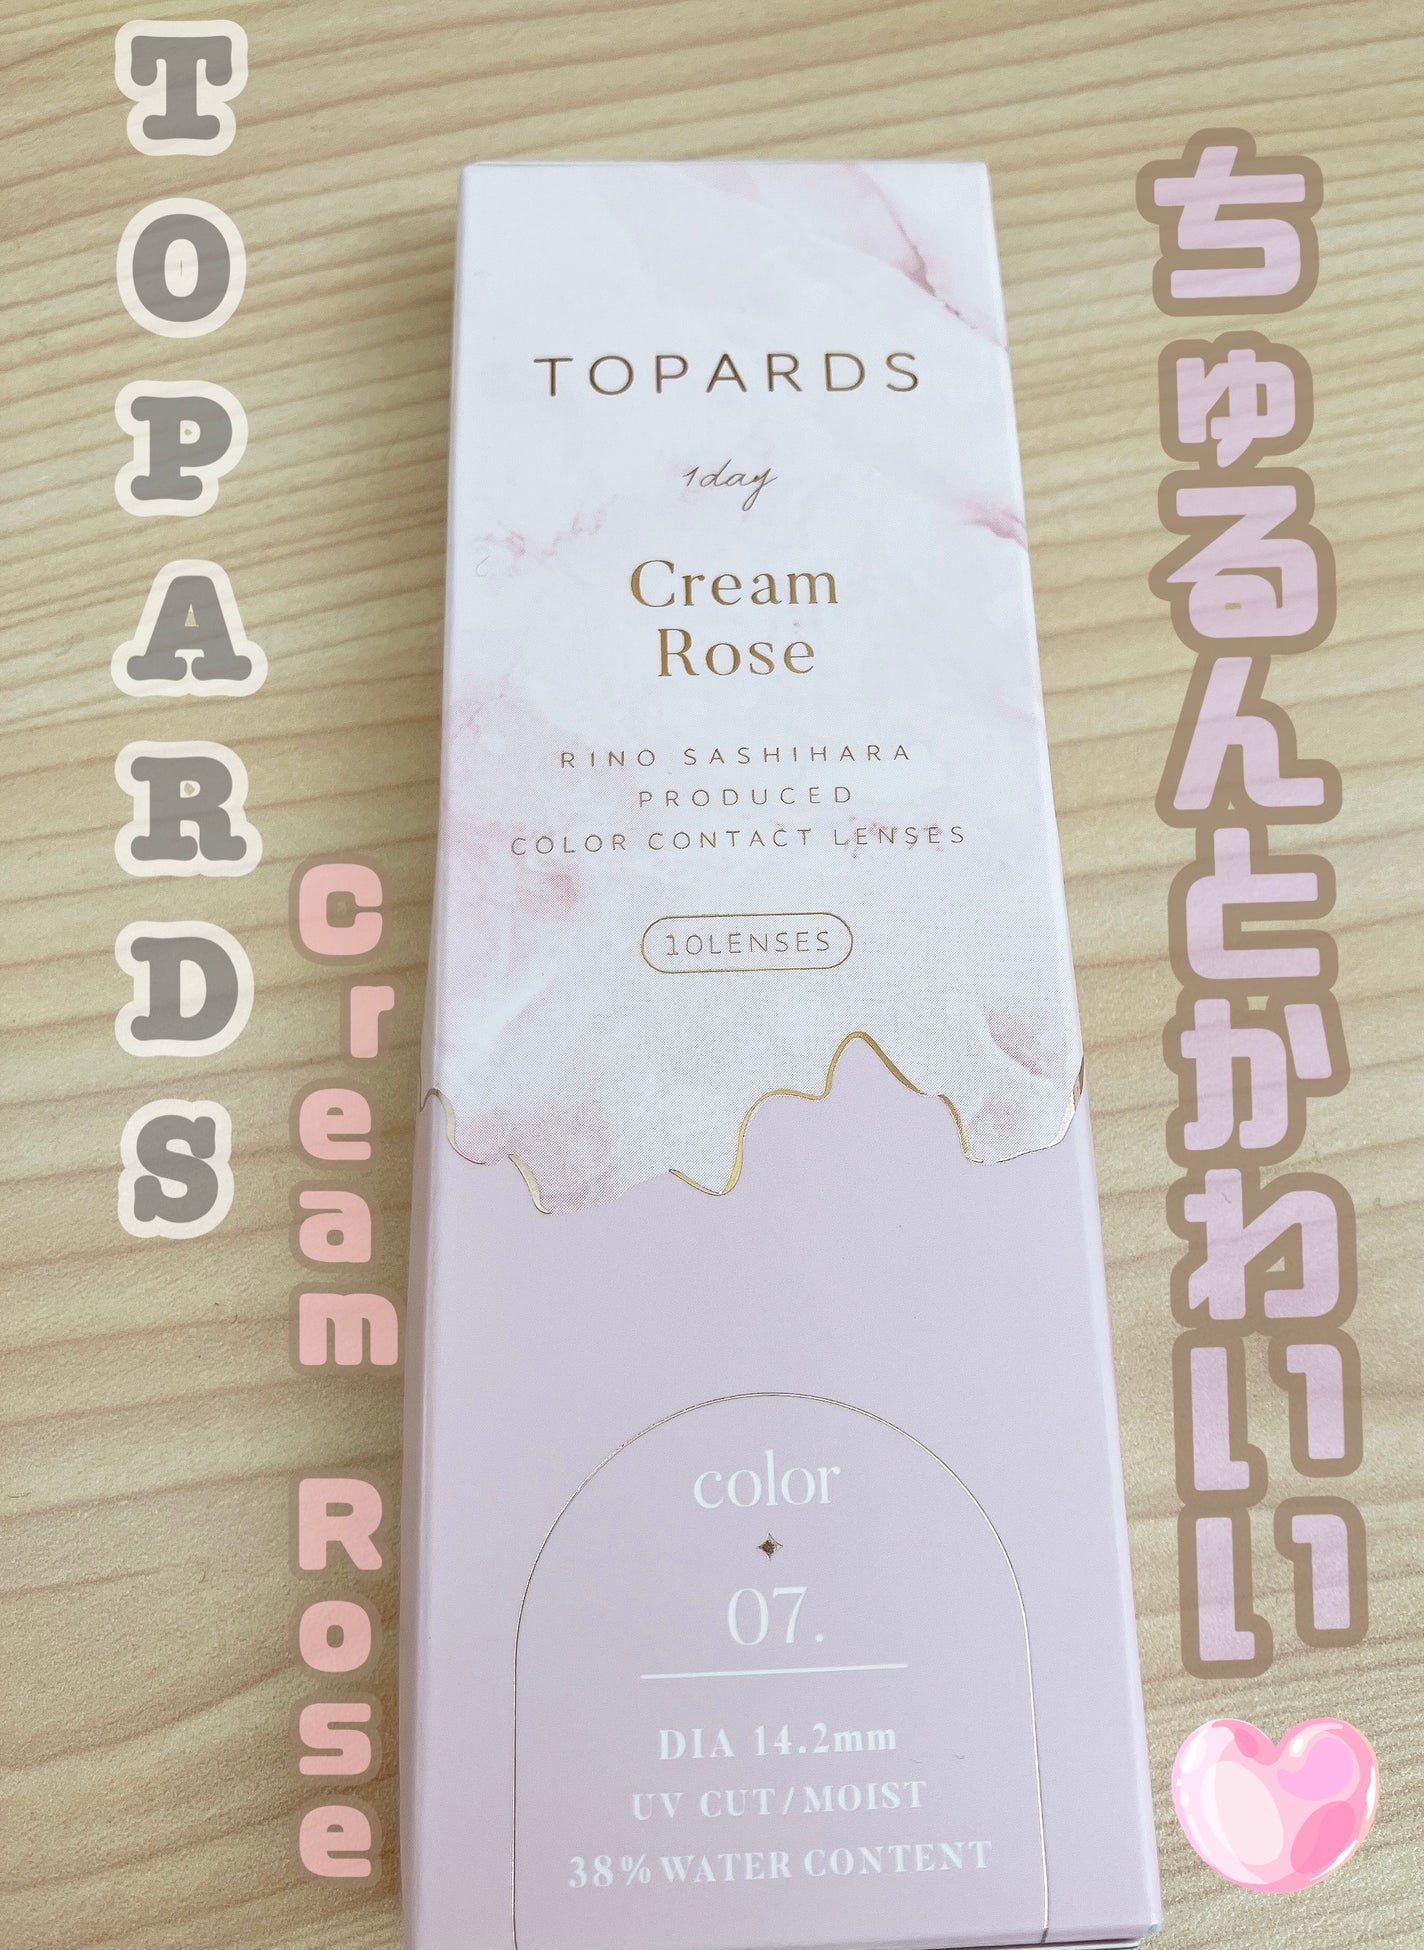 TOPARDS
Cream Rose
ちゅるんとかわいい
TOPARDS
1day
Cream
Rose
RINO SASHIHARA
PRODUCED
COLOR CONTACT LENSES
10LENSES
color
07.
DIA 14.2mm
UV CUT/MOIST
38% WATER CONTENT